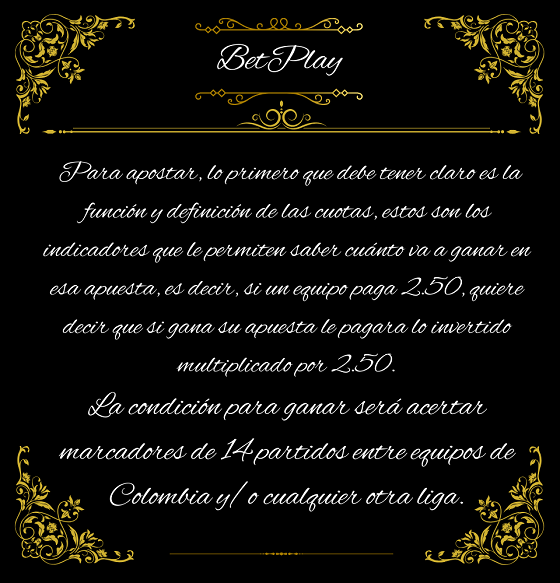 BetPlay
Para apostar, lo primero que debe tener claro es la
función y definición de las cuotas, estos son los
indicadores que le permiten saber cuánto va a ganar en
esa apuesta, es decir, si un equipo paga 2.50, quiere
decir que si gana su apuesta le pagara lo invertido
multiplicado por 2.50.
La condición para ganar será acertar
marcadores de 14 partidos entre equipos de
Colombia y/o cualquier otra liga.